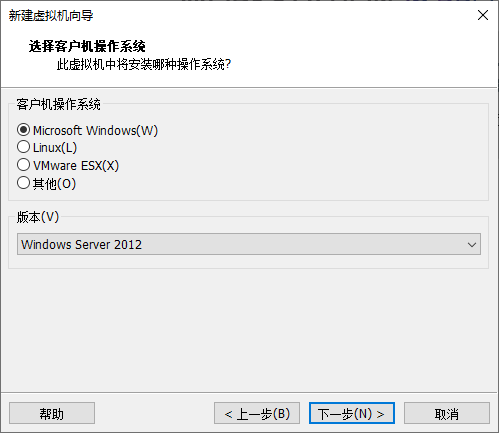 新建虚拟机向导
选择客户机操作系统
此虚拟机中将安装哪种操作系统?
客户机操作系统
Microsoft Windows(W)
Linux(L)
VMware ESX(X)
其他(O)
版本(V)
Windows Server 2012
帮助
< 上一步(B)
下一步(N) >
取消